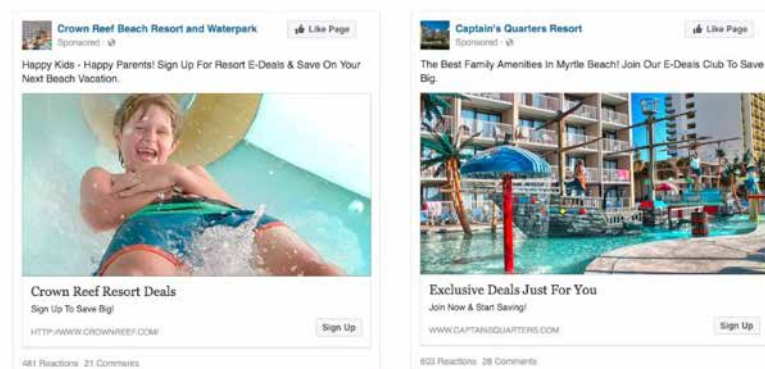 Crown Reef Beach Resort and Waterpark
Like Page
Sponsored ·
Happy Kids - Happy Parents! Sign Up For Resort E-Deals & Save On Your
Next Beach Vacation.
Crown Reef Resort Deals
Sign Up To Save Big!
HTTP://WWW.CROWNREEF.COM/
Sign Up
481 Reactions 21 Comments
Captain's Quarters Resort
Like Page
Sponsored ·
The Best Family Amenities In Myrtle Beach! Join Our E-Deals Club To Save
Big.
Exclusive Deals Just For You
Join Now & Start Saving!
WWW.CAPTAINSQUARTERS.COM
Sign Up
603 Reactions 28 Comments